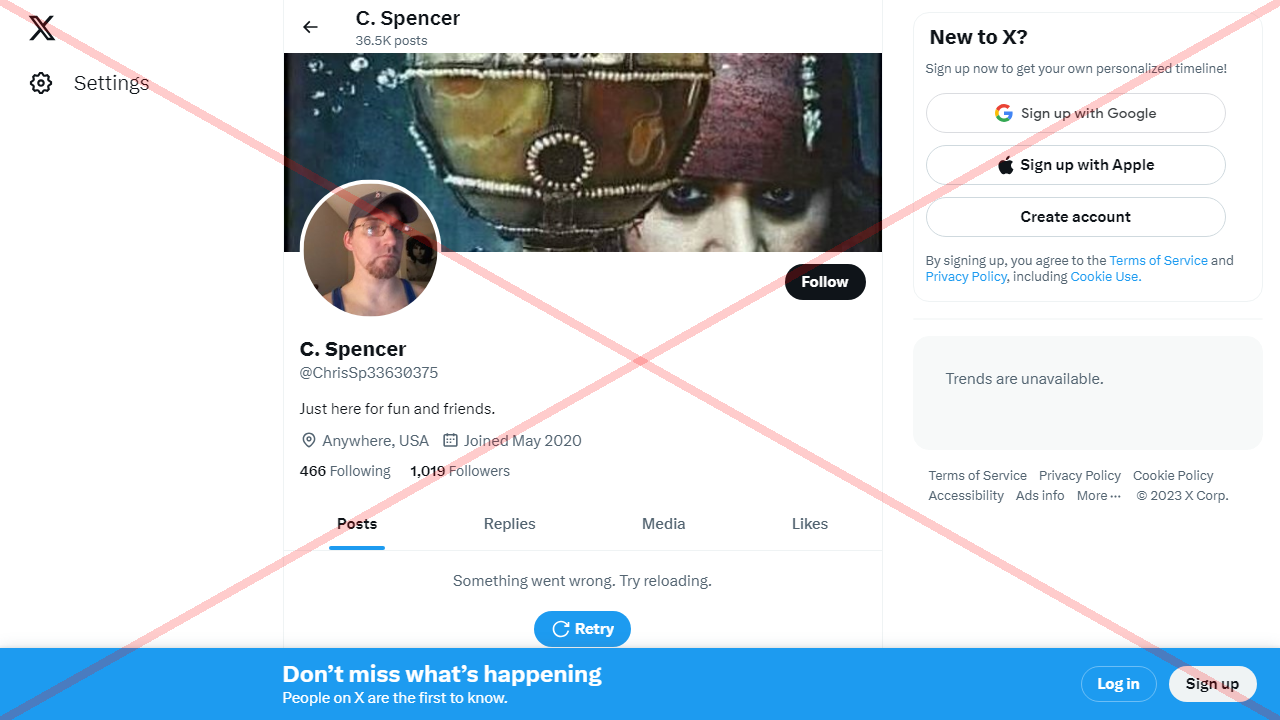 Settings
C. Spencer
36.5K posts
Follow
C. Spencer
@ChrisSp33630375
Just here for fun and friends.
Anywhere, USA Joined May 2020
466 Following 1,019 Followers
Posts Replies Media Likes
Something went wrong. Try reloading.
Retry
New to X?
Sign up now to get your own personalized timeline!
Sign up with Google
Sign up with Apple
Create account
By signing up, you agree to the Terms of Service and
Privacy Policy, including Cookie Use.
Trends are unavailable.
Terms of Service Privacy Policy Cookie Policy
Accessibility Ads info More ··· © 2023 X Corp.
Don’t miss what’s happening
People on X are the first to know.
Log in Sign up